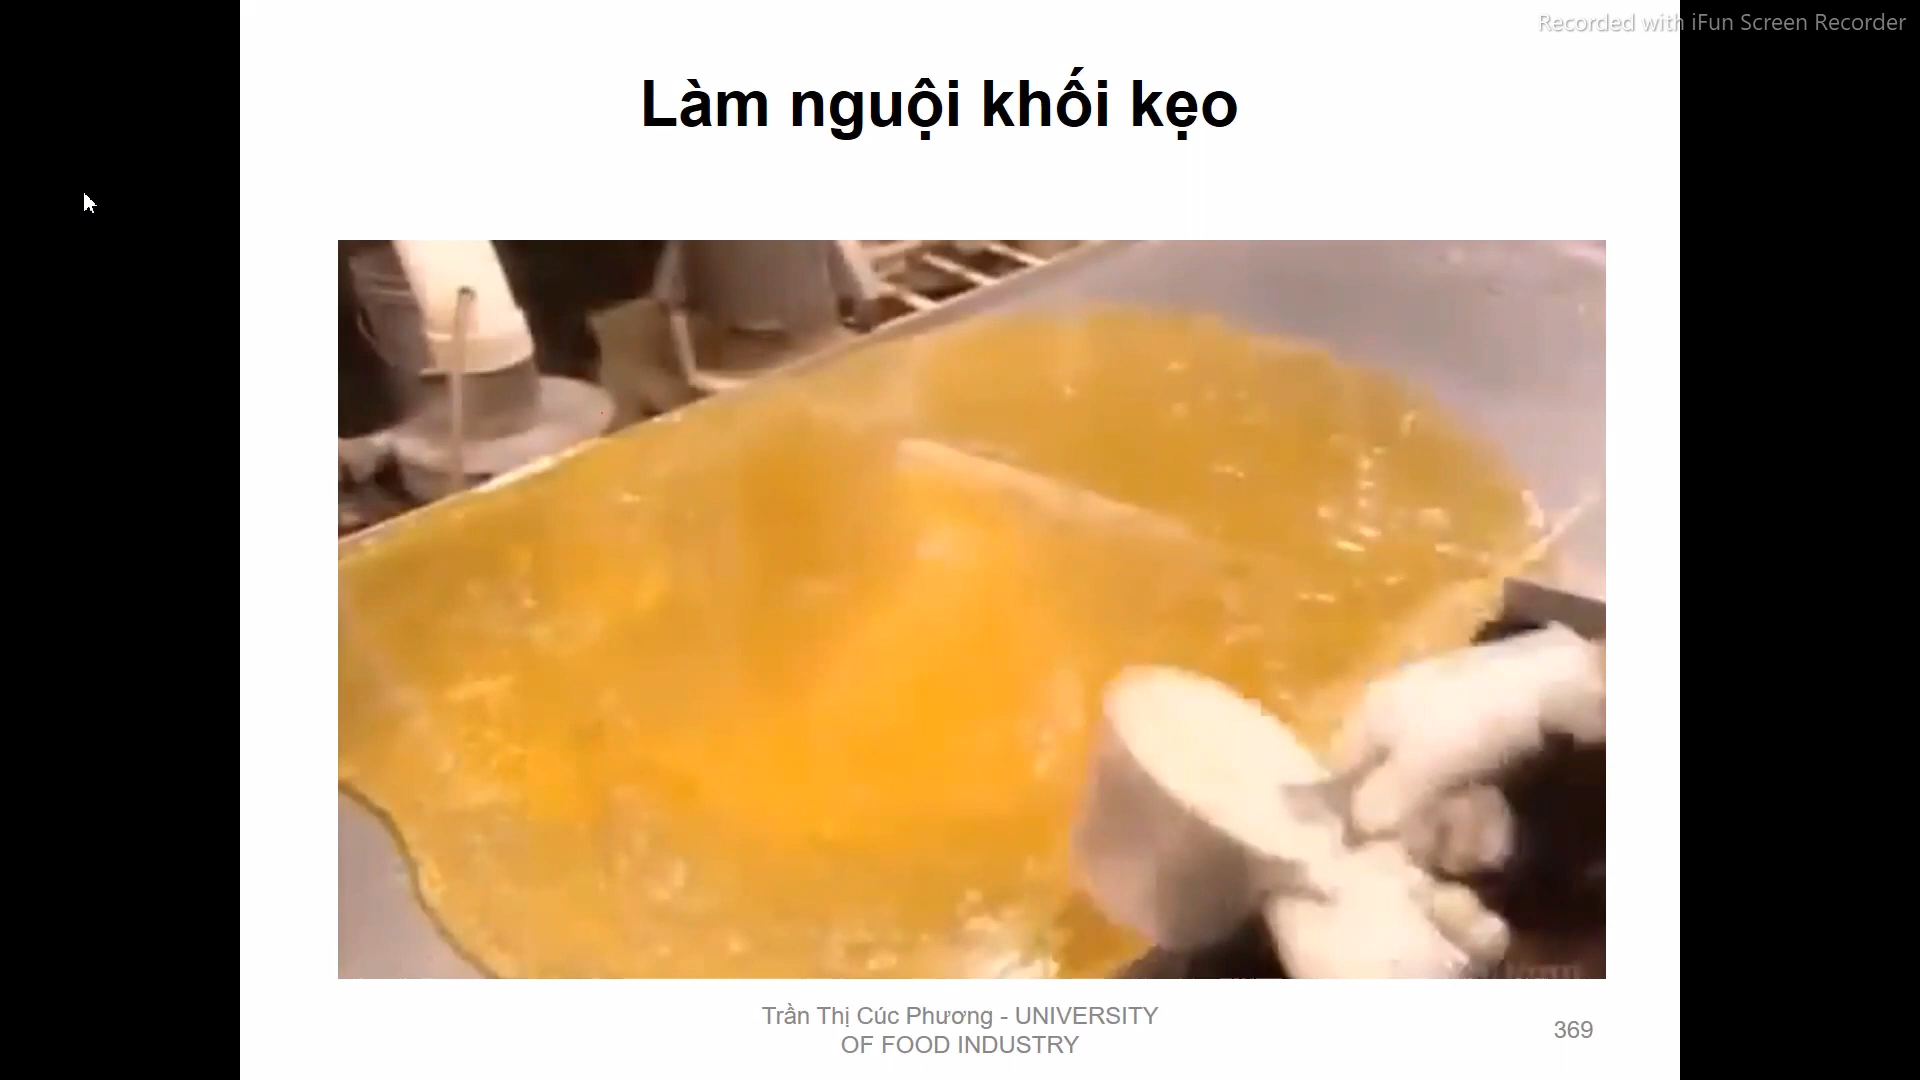 Recorded with iFun Screen Recorder
Làm nguội khối kẹo
Trần Thị Cúc Phương - UNIVERSITY
OF FOOD INDUSTRY
369